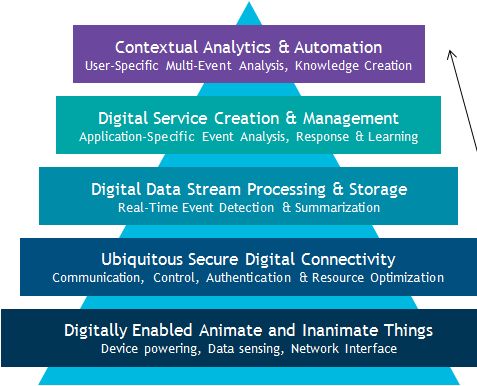 Contextual Analytics & Automation
User-Specific Multi-Event Analysis, Knowledge Creation
Digital Service Creation & Management
Application-Specific Event Analysis, Response & Learning
Digital Data Stream Processing & Storage
Real-Time Event Detection & Summarization
Ubiquitous Secure Digital Connectivity
Communication, Control, Authentication & Resource Optimization
Digitally Enabled Animate and Inanimate Things
Device powering, Data sensing, Network Interface